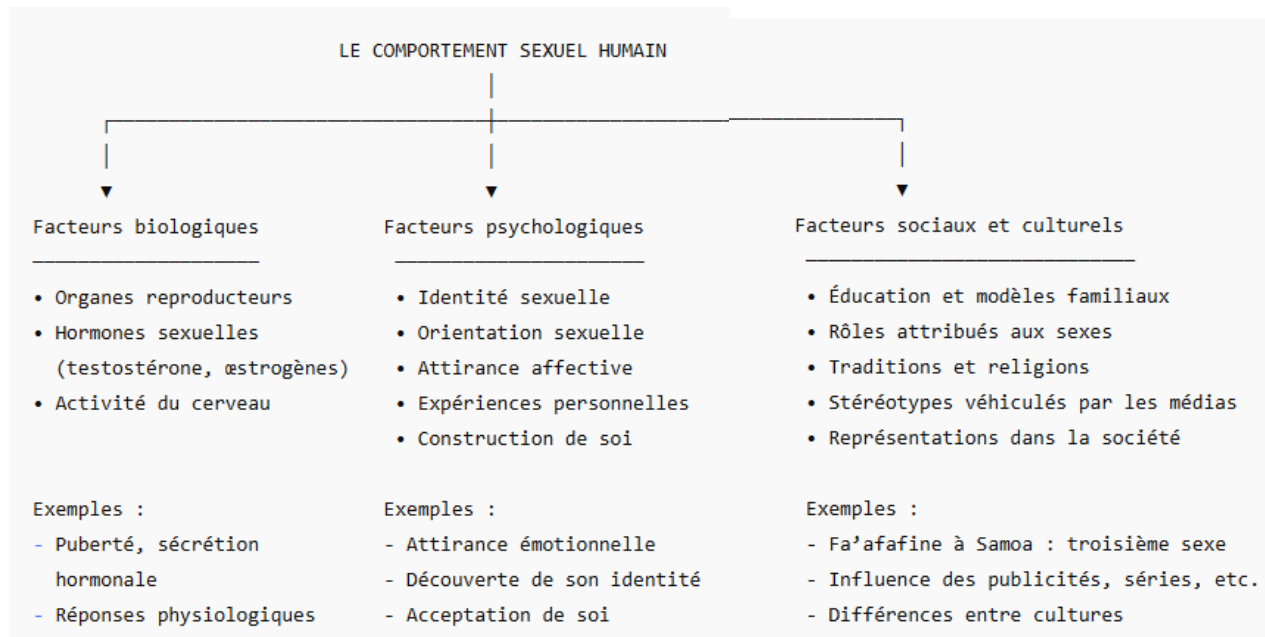 LE COMPORTEMENT SEXUEL HUMAIN
Facteurs biologiques
• Organes reproducteurs
• Hormones sexuelles
(testostérone, œstrogènes)
• Activité du cerveau
Exemples :
- Puberté, sécrétion
hormonale
- Réponses physiologiques
Facteurs psychologiques
• Identité sexuelle
• Orientation sexuelle
• Attirance affective
• Expériences personnelles
• Construction de soi
Exemples :
- Attirance émotionnelle
- Découverte de son identité
- Acceptation de soi
Facteurs sociaux et culturels
• Éducation et modèles familiaux
• Rôles attribués aux sexes
• Traditions et religions
• Stéréotypes véhiculés par les médias
• Représentations dans la société
Exemples :
- Fa’afafine à Samoa : troisième sexe
- Influence des publicités, séries, etc.
- Différences entre cultures